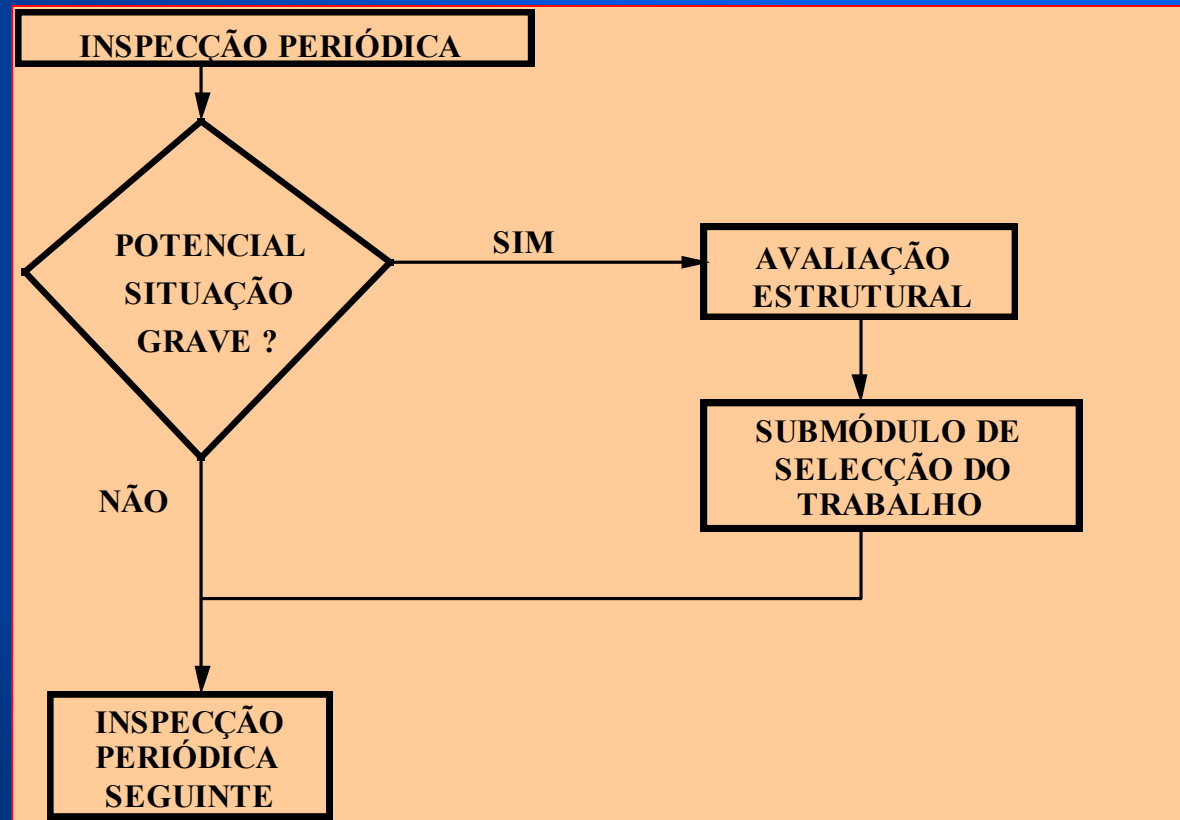 INSPECÇÃO PERIÓDICA
POTENCIAL
SITUAÇÃO
GRAVE ?
SIM
AVALIAÇÃO
ESTRUTURAL
SUBMÓDULO DE
SELECÇÃO DO
TRABALHO
NÃO
INSPECÇÃO
PERIÓDICA
SEGUINTE